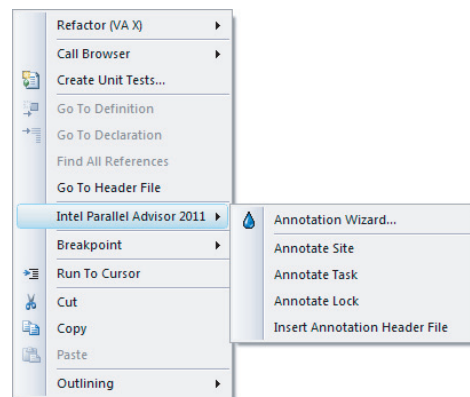 Refactor (VA X)
Call Browser
Create Unit Tests...
Go To Definition
Go To Declaration
Find All References
Go To Header File
Intel Parallel Advisor 2011
Breakpoint
Run To Cursor
Cut
Copy
Paste
Outlining
Annotation Wizard...
Annotate Site
Annotate Task
Annotate Lock
Insert Annotation Header File